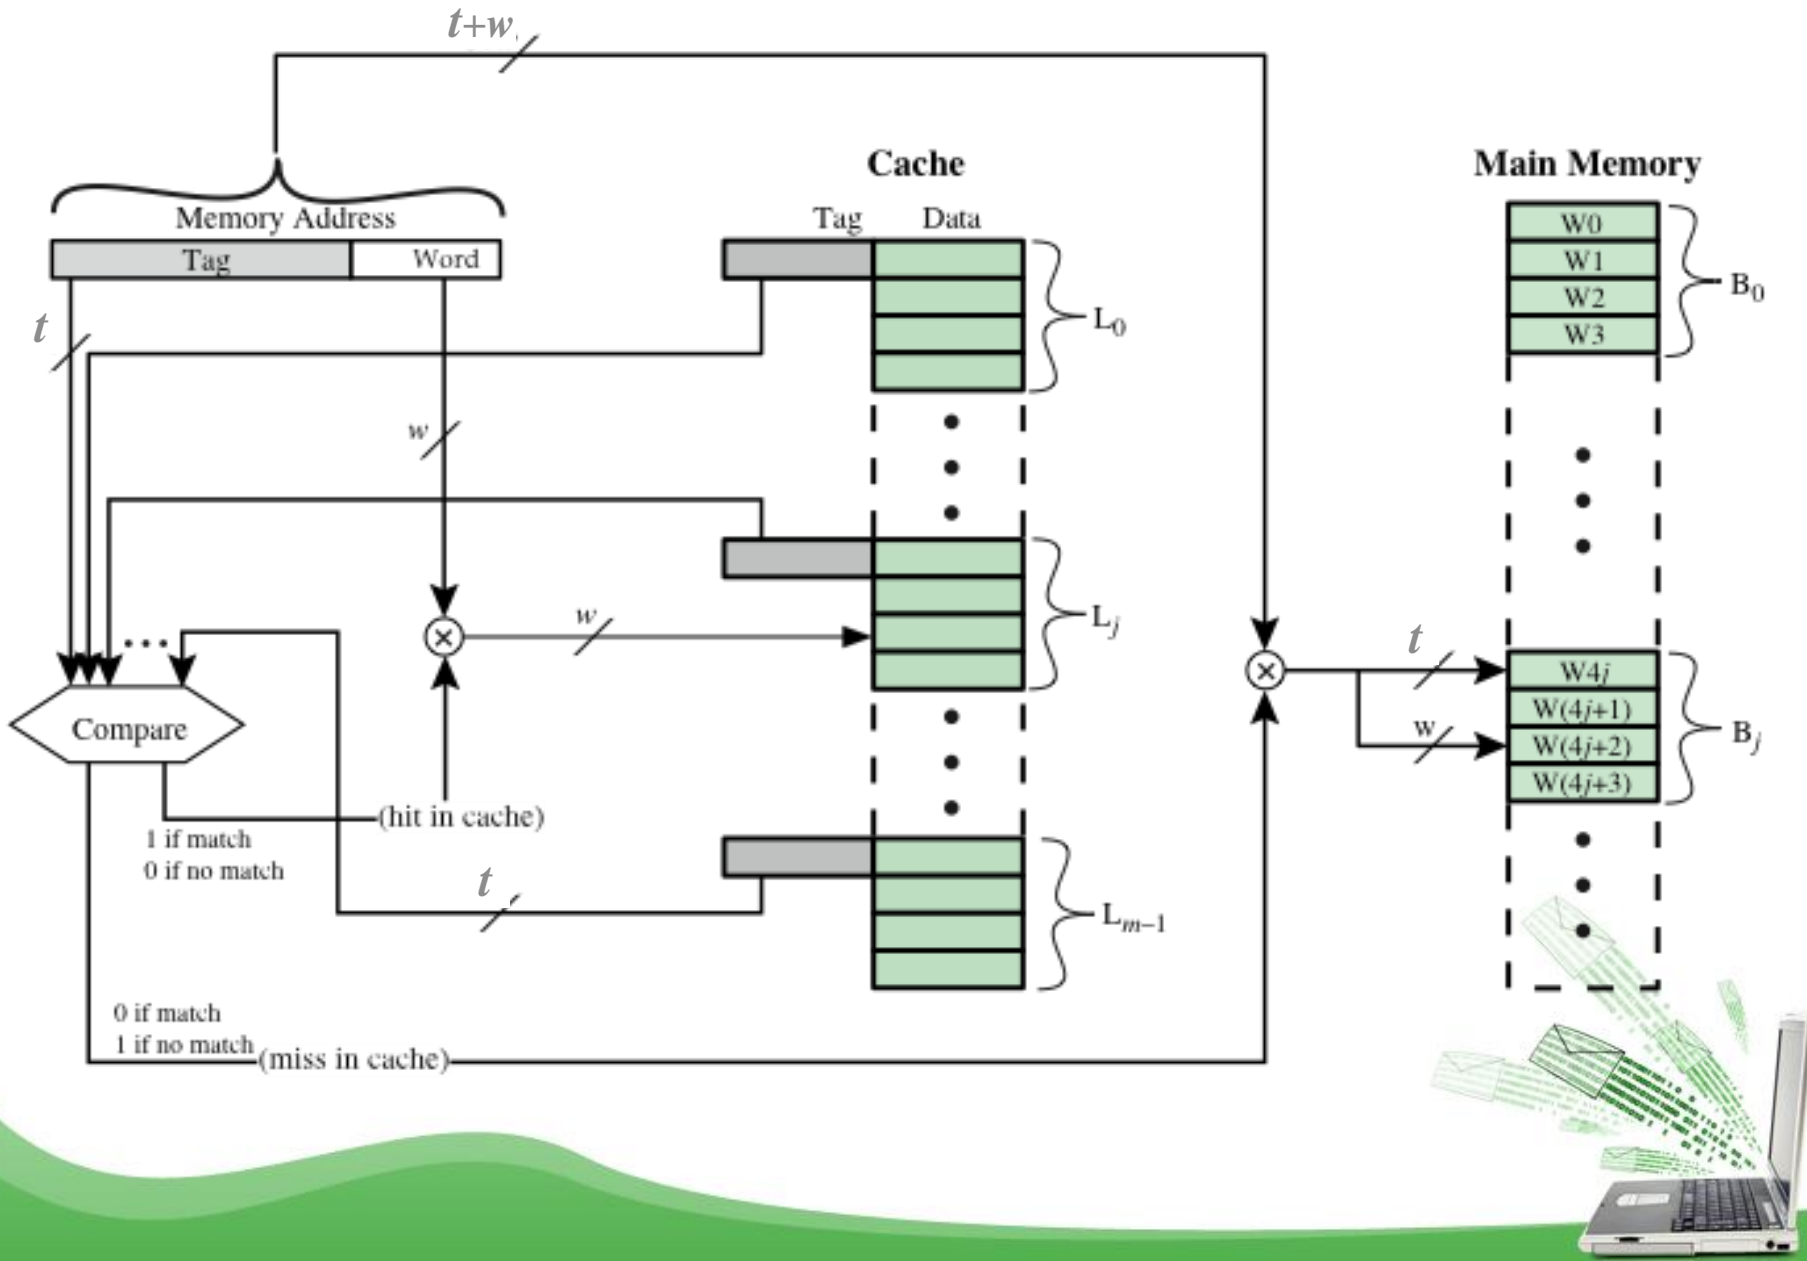 t+w
Cache
Main Memory
Memory Address
Tag Data
Tag Word
W0
W1
W2
W3
B0
L0
t
w
w
Lj
t
W4j
W(4j+1)
W(4j+2)
W(4j+3)
w
Bj
Compare
(hit in cache)
1 if match
0 if no match
t
Lm−1
0 if match
1 if no match
(miss in cache)